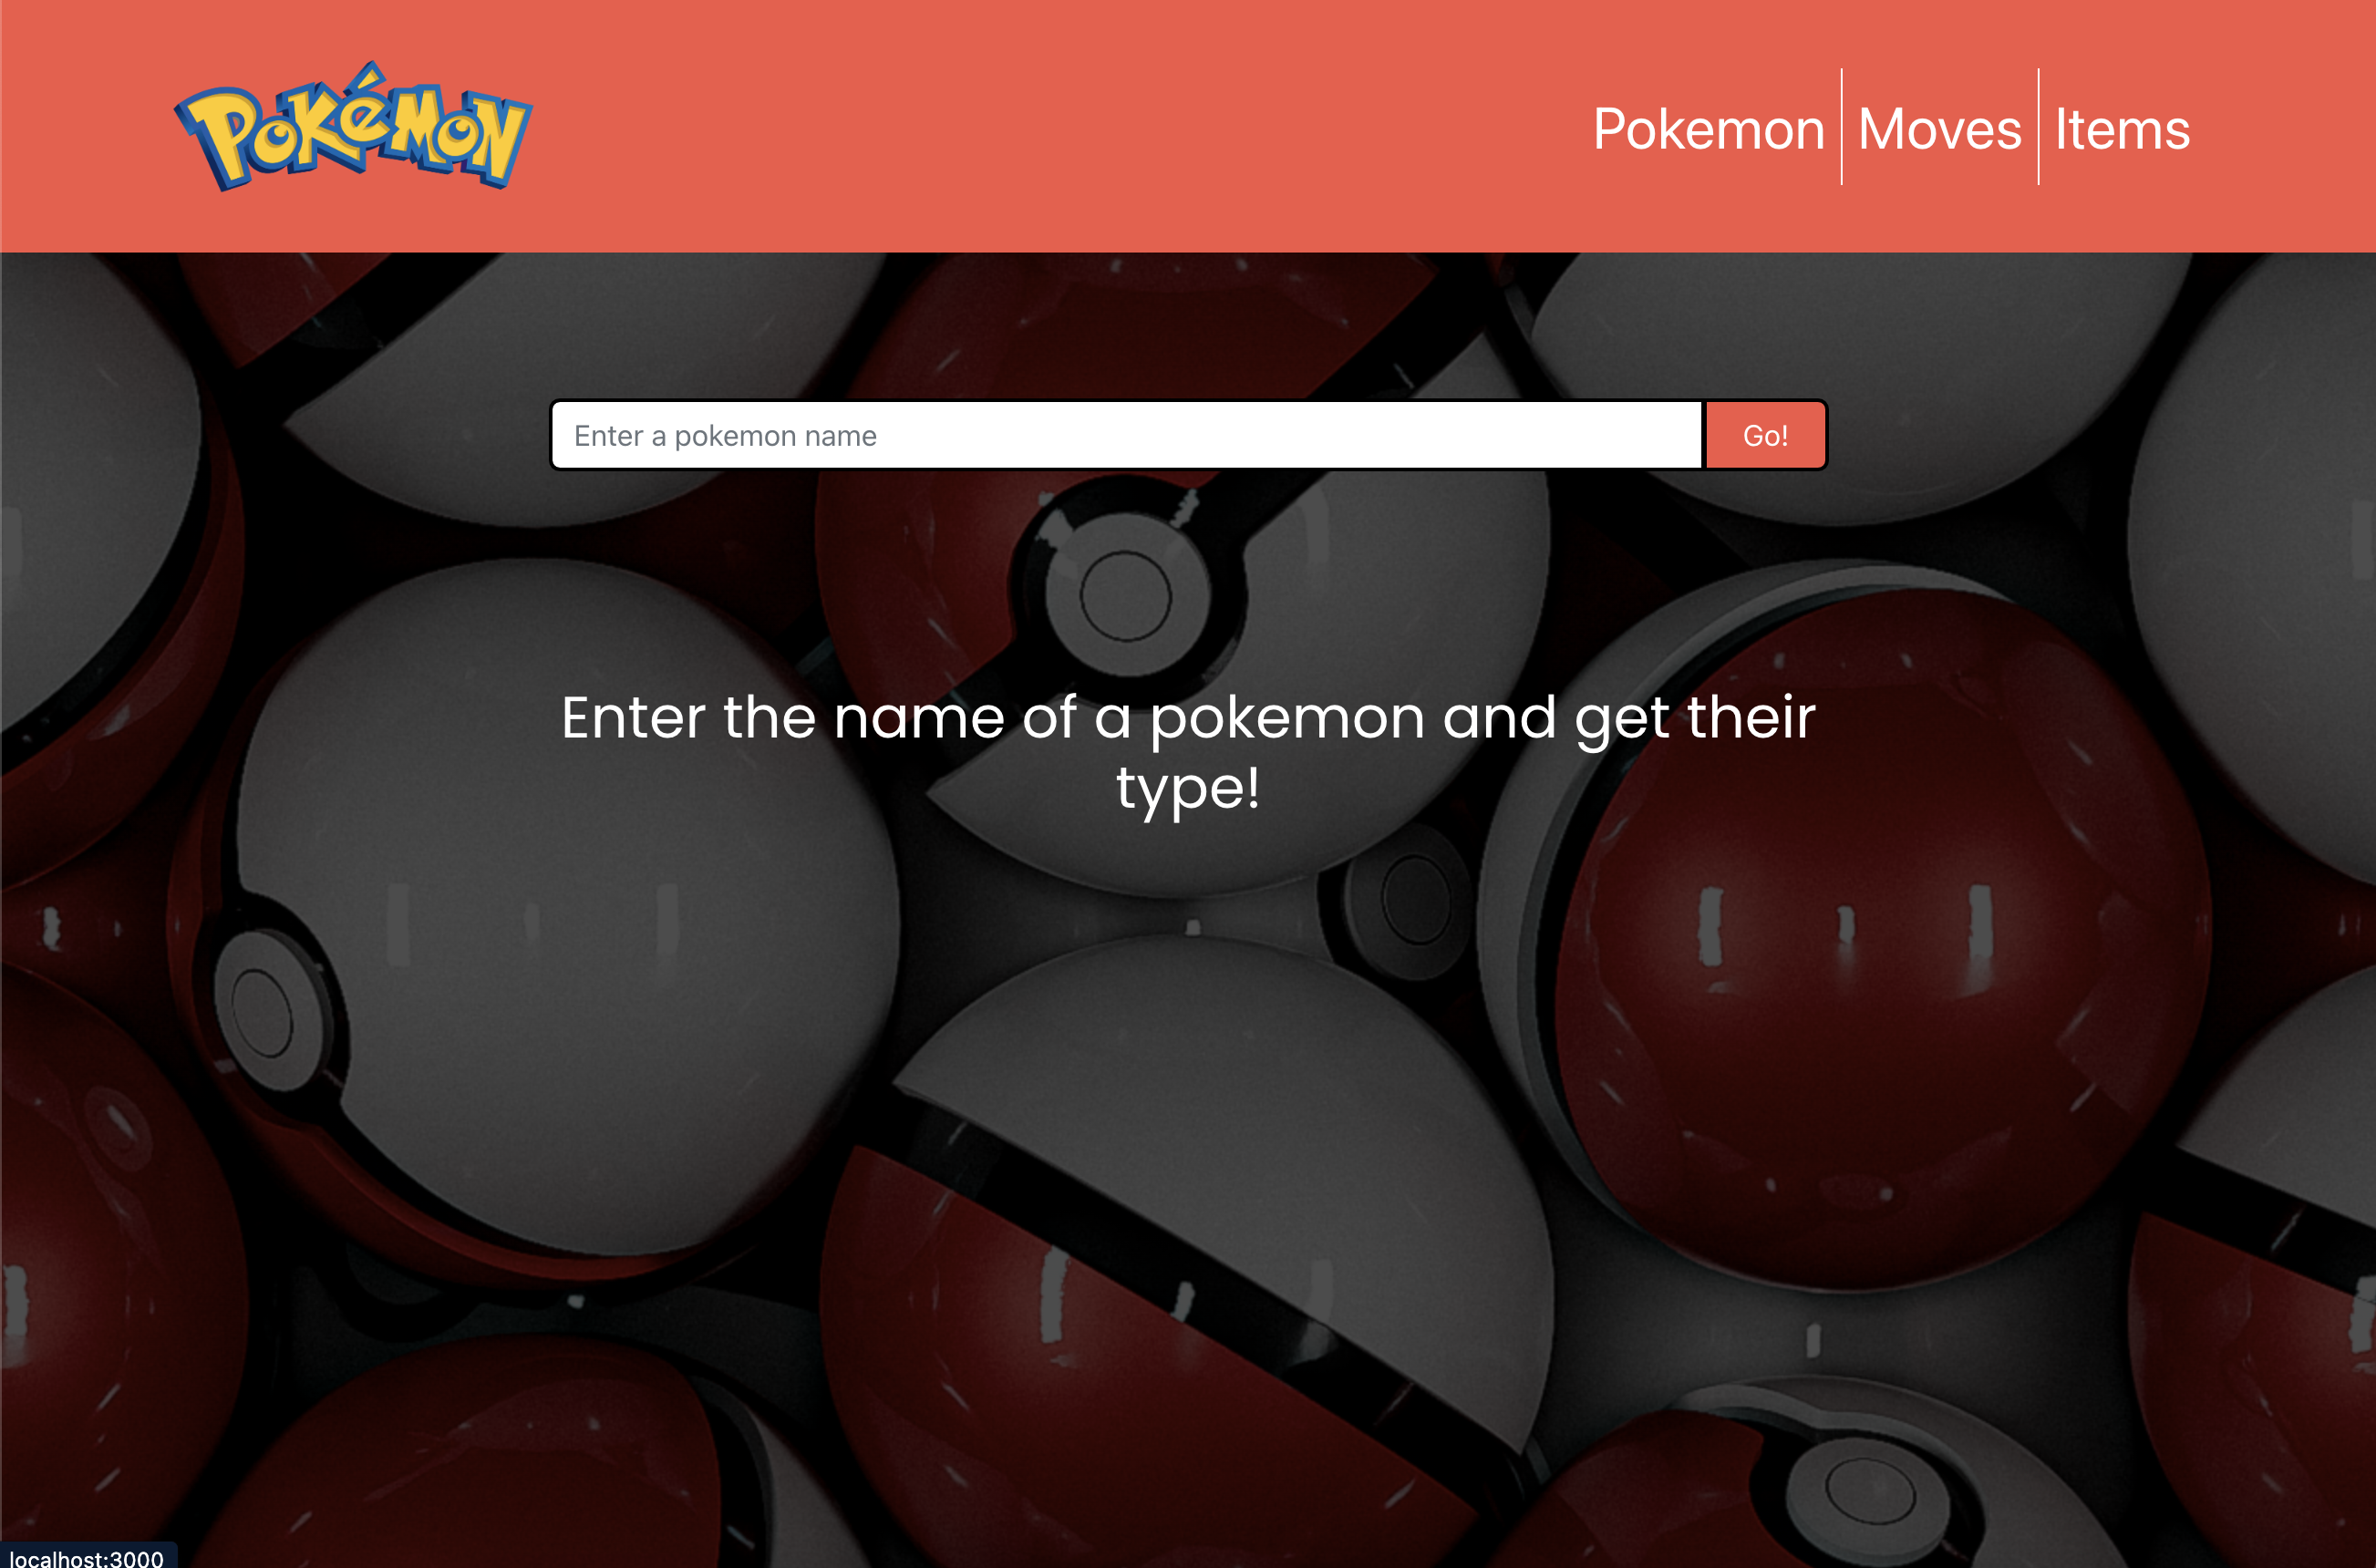 Pokémon
Pokemon Moves Items
Enter a pokemon name Go!
Enter the name of a pokemon and get their
type!
localhost:3000